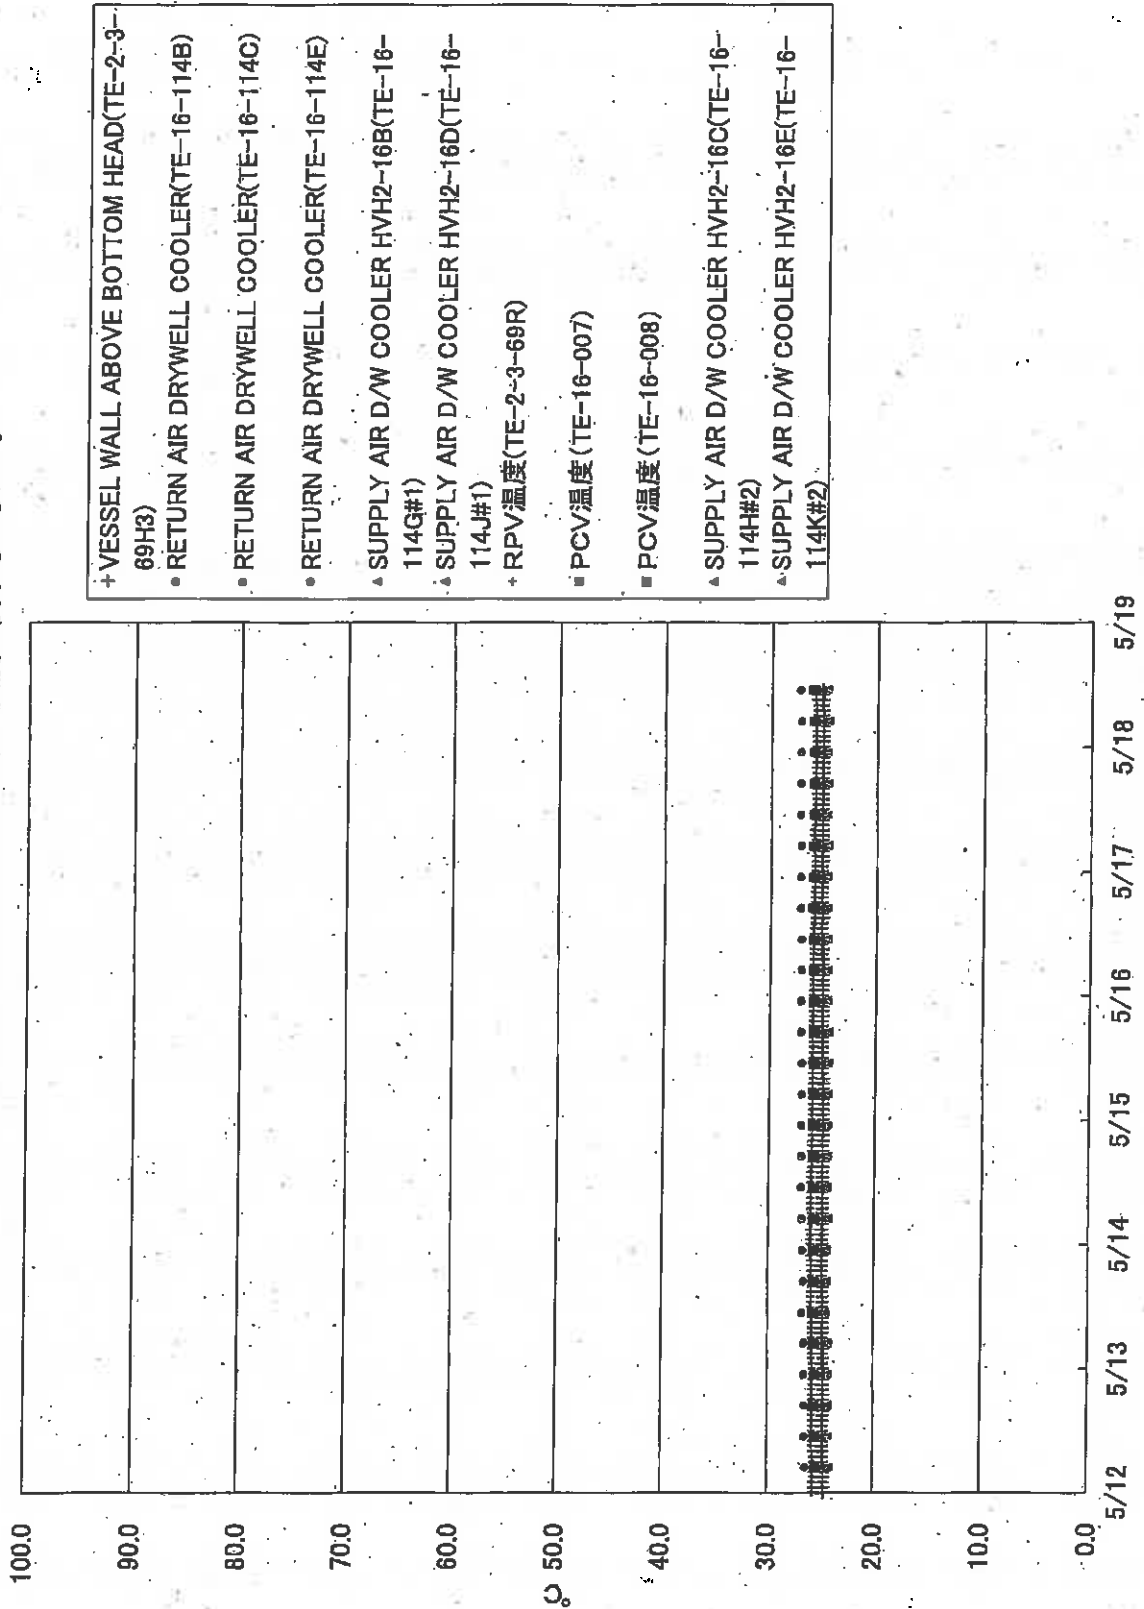 100.0
90.0
80.0
70.0
60.0
50.0
40.0
30.0
20.0
10.0
0.0
℃
5/12
5/13
5/14
5/15
5/16
5/17
5/18
5/19
VESSEL WALL ABOVE BOTTOM HEAD(TE-2-3-
69H3)
RETURN AIR DRYWELL COOLER(TE-16-114B)
RETURN AIR DRYWELL COOLER(TE-16-114C)
RETURN AIR DRYWELL COOLER(TE-16-114E)
SUPPLY AIR D/W COOLER HVH2-16B(TE-16-
114G#1)
SUPPLY AIR D/W COOLER HVH2-16D(TE-16-
114J#1)
RPV温度(TE-2-3-69R)
PCV温度(TE-16-007)
PCV温度(TE-16-008)
SUPPLY AIR D/W COOLER HVH2-16C(TE-16-
114H#2)
SUPPLY AIR D/W COOLER HVH2-16E(TE-16-
114K#2)